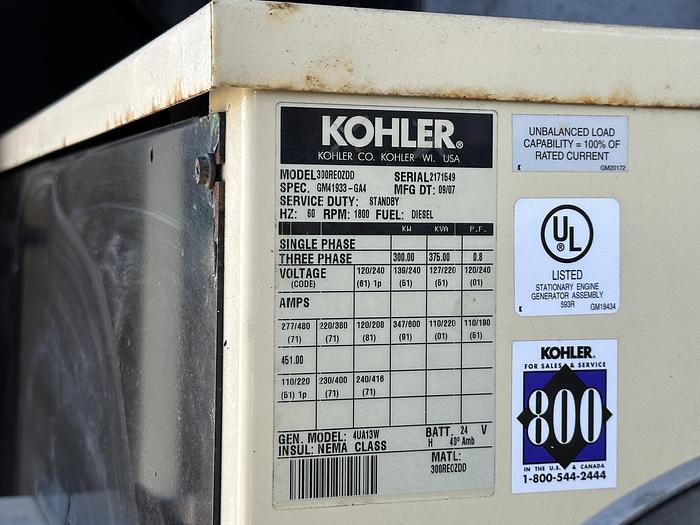 KOHLER®
KOHLER CO. KOHLER WI. USA
MODEL 300REOZDD SERIAL 2171549
SPEC. GM41933-GA4 MFG DT: 09/07
SERVICE DUTY: STANDBY
HZ: 60 RPM: 1800 FUEL: DIESEL
KW KVA P.F.
SINGLE PHASE
THREE PHASE 300.00 375.00 0.8
VOLTAGE 120/240 139/240 127/220 120/240
(CODE) (61) 1p (61) (61) (01)
AMPS
277/480 220/380 120/208 347/600 110/220 110/190
(71) (71) (81) (91) (01) (61)
451.00
110/220 230/400 240/416
(61) 1p (71) (71)
GEN. MODEL: 4UA13W BATT. 24 V
INSUL: NEMA CLASS H 40º Amb
MATL:
300REOZDD
UNBALANCED LOAD
CAPABILITY = 100% OF
RATED CURRENT
GM20172
UL®
LISTED
STATIONARY ENGINE
GENERATOR ASSEMBLY
593R GM18434
KOHLER®
FOR SALES & SERVICE
800
IN THE U.S. & CANADA
1-800-544-2444